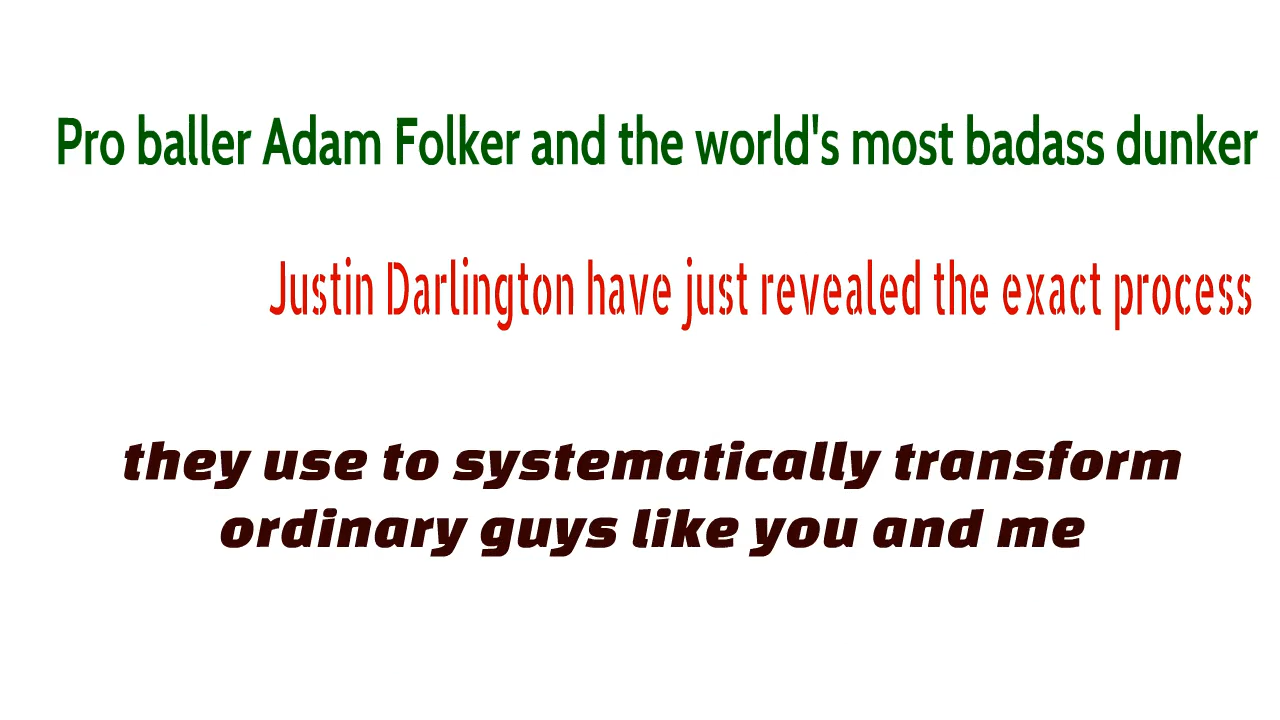 Pro baller Adam Folker and the world's most badass dunker
Justin Darlington have just revealed the exact process
they use to systematically transform
ordinary guys like you and me